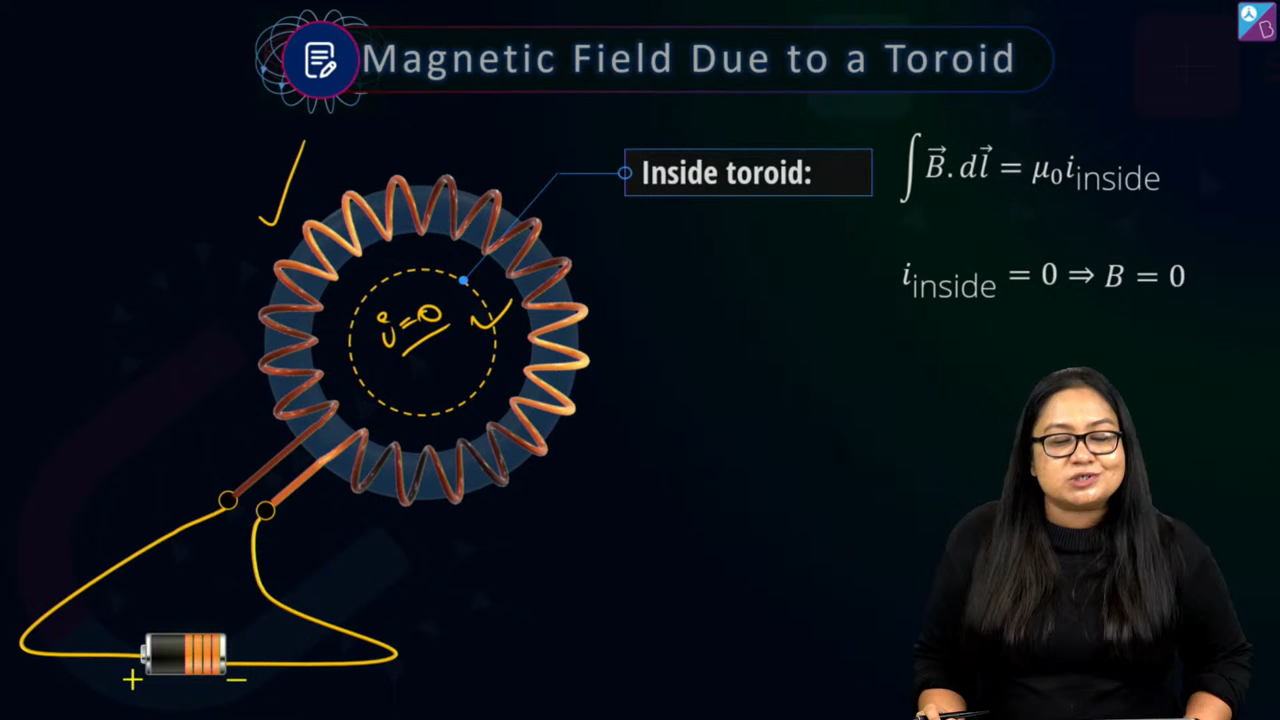 Magnetic Field Due to a Toroid
Inside toroid:
∫ B⃗. dl⃗ = μ₀i_inside
i_inside = 0 ⇒ B = 0
i = 0
+ −
B